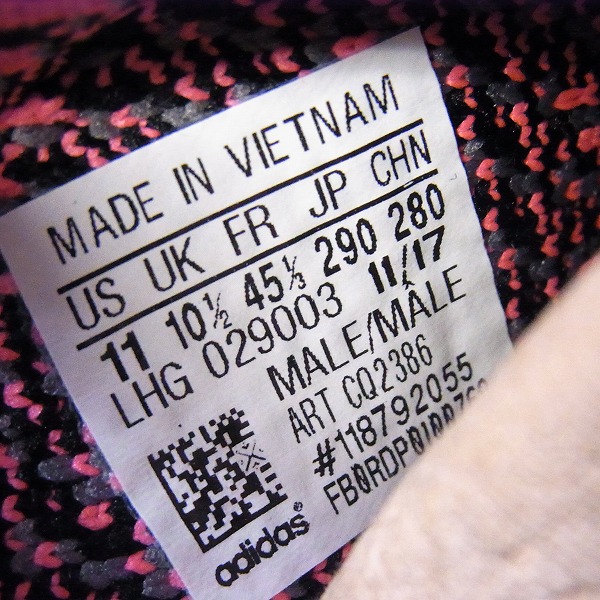 MADE IN VIETNAM
US UK FR JP CHN
11 10½ 45⅓ 290 280
LHG 029003 11/17
MALE/MÂLE
ART CQ2386
#118792055
adidas®